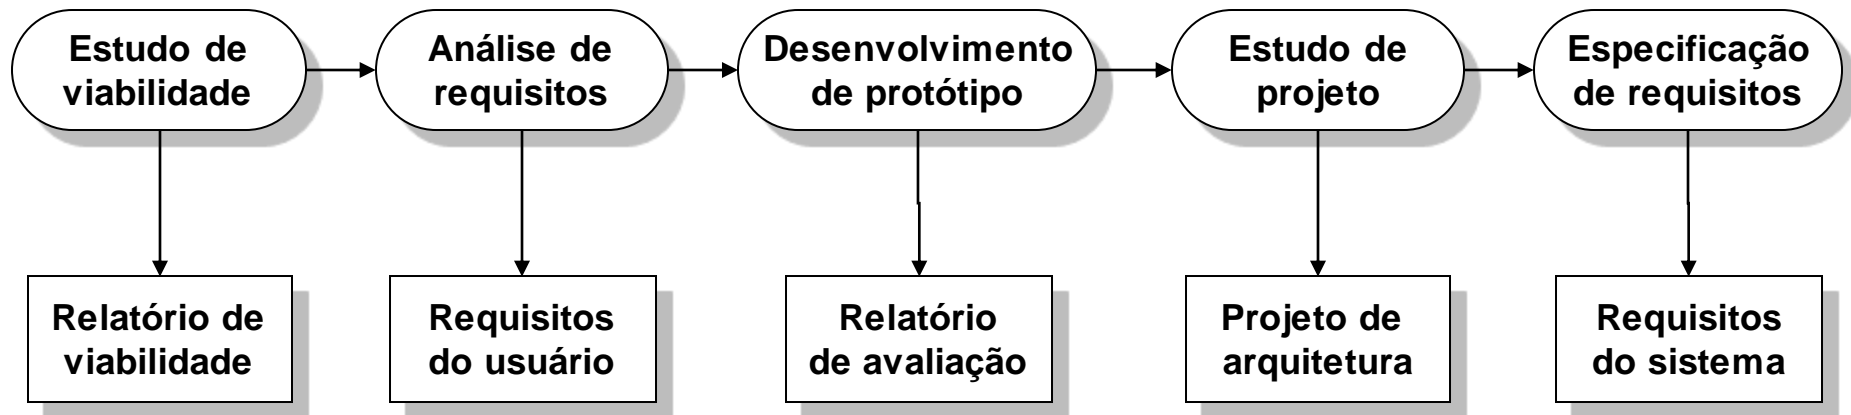 Estudo de
viabilidade
Análise de
requisitos
Desenvolvimento
de protótipo
Estudo de
projeto
Especificação
de requisitos
Relatório de
viabilidade
Requisitos
do usuário
Relatório
de avaliação
Projeto de
arquitetura
Requisitos
do sistema